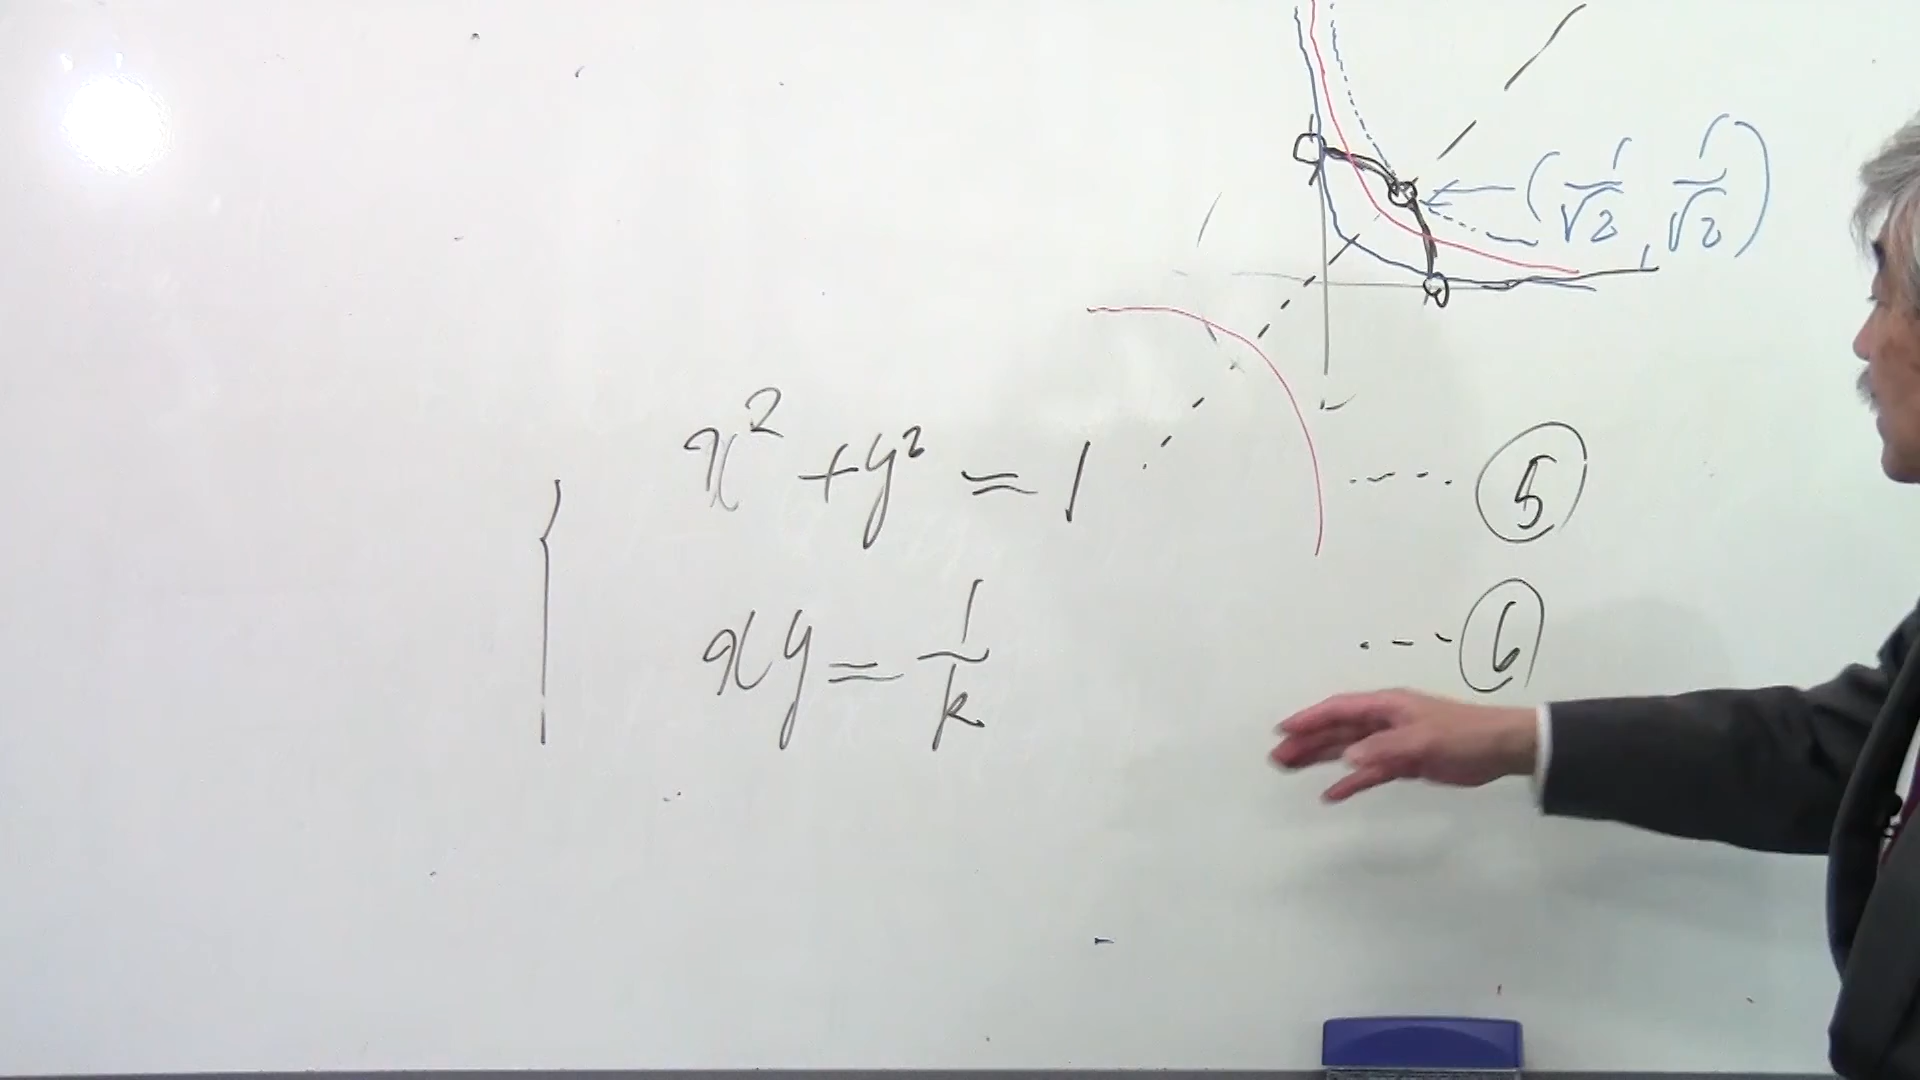 (1/√2, 1/√2)
x² + y² = 1 ---- ⑤
xy = 1/k --- ⑥